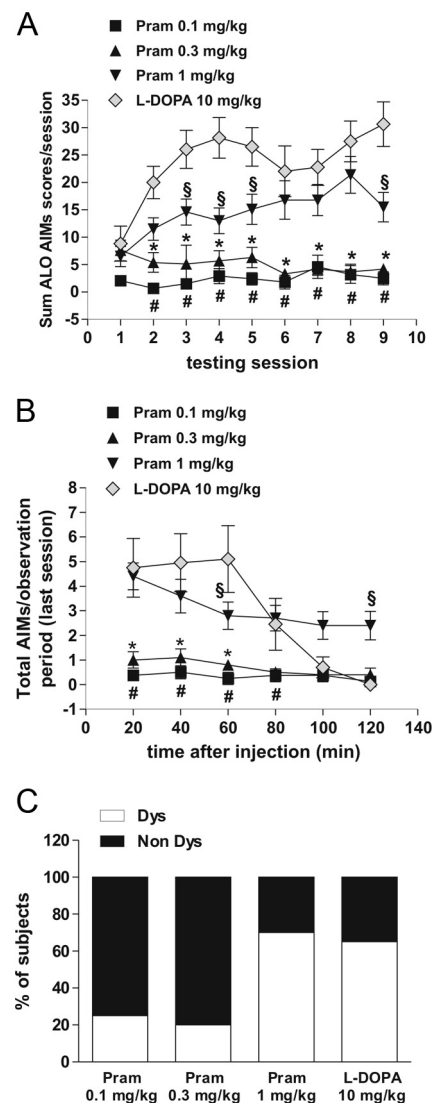 A
Pram 0.1 mg/kg
Pram 0.3 mg/kg
Pram 1 mg/kg
L-DOPA 10 mg/kg
Sum ALO AIMs scores/session
35
30
25
20
15
10
5
0
-5
§ § § §
* * * * * * * *
# # # # # # # #
0 1 2 3 4 5 6 7 8 9 10
testing session
B
Pram 0.1 mg/kg
Pram 0.3 mg/kg
Pram 1 mg/kg
L-DOPA 10 mg/kg
Total AIMs/observation
period (last session)
8
7
6
5
4
3
2
1
0
-1
§ §
* * *
# # # #
0 20 40 60 80 100 120 140
time after injection (min)
C
Dys
Non Dys
% of subjects
120
100
80
60
40
20
0
Pram Pram Pram L-DOPA
0.1 mg/kg 0.3 mg/kg 1 mg/kg 10 mg/kg